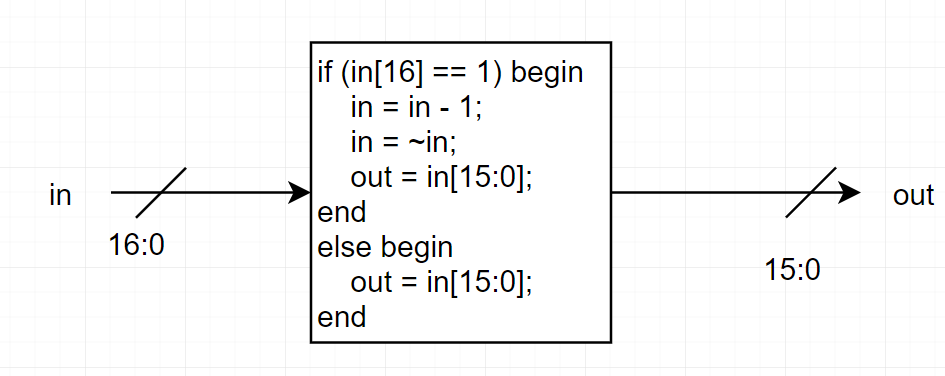 if (in[16] == 1) begin
in = in - 1;
in = ~in;
out = in[15:0];
end
else begin
out = in[15:0];
end
in
16:0
out
15:0